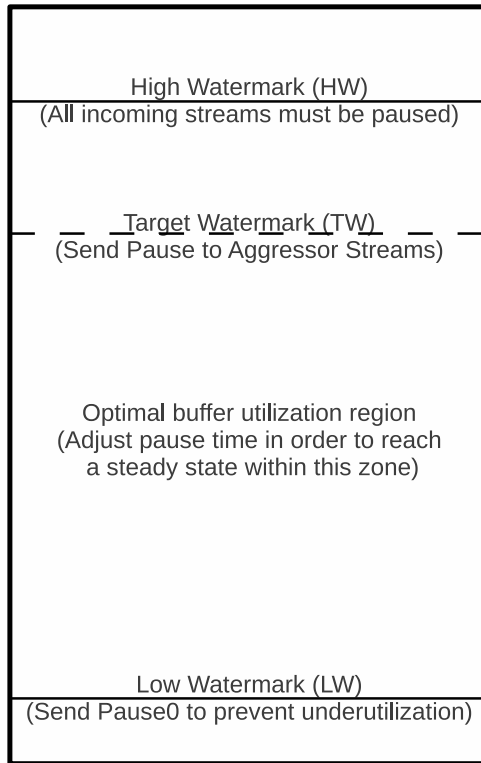 High Watermark (HW)
(All incoming streams must be paused)
Target Watermark (TW)
(Send Pause to Aggressor Streams)
Optimal buffer utilization region
(Adjust pause time in order to reach
a steady state within this zone)
Low Watermark (LW)
(Send Pause0 to prevent underutilization)